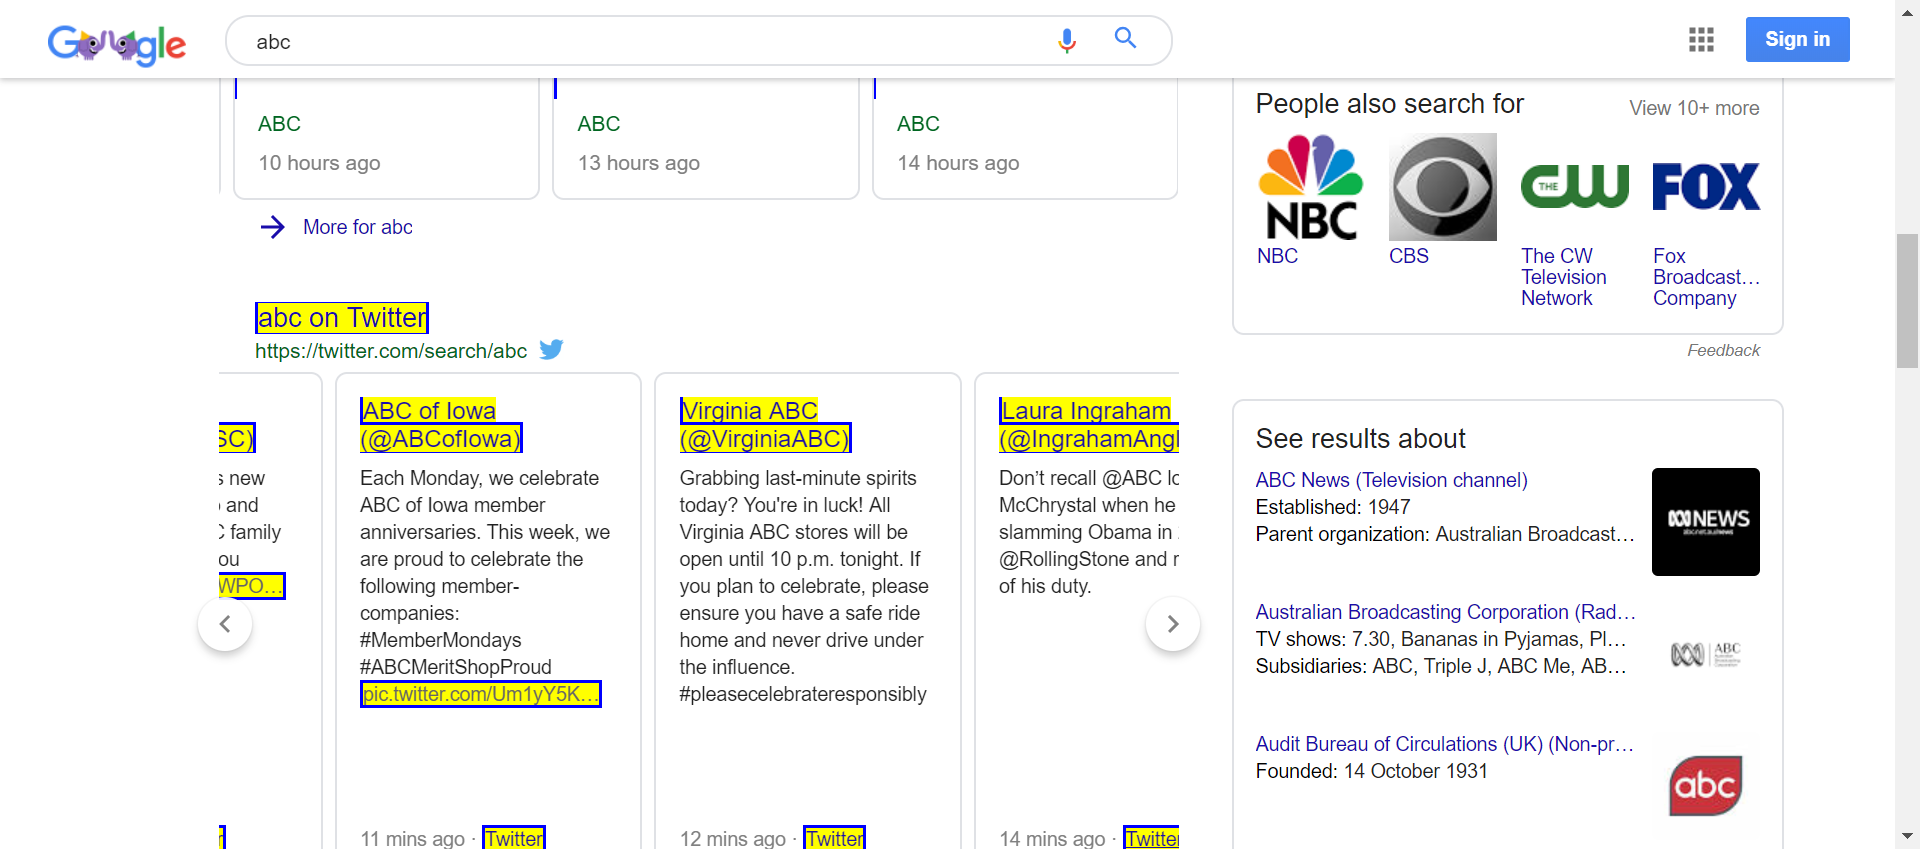 Google
abc
Sign in
ABC
10 hours ago
ABC
13 hours ago
ABC
14 hours ago
More for abc
abc on Twitter
https://twitter.com/search/abc
SC)
s new
and
C family
ou
WPO...
ABC of Iowa
(@ABCofIowa)
Each Monday, we celebrate
ABC of Iowa member
anniversaries. This week, we
are proud to celebrate the
following member-
companies:
#MemberMondays
#ABCMeritShopProud
pic.twitter.com/Um1yY5K...
11 mins ago · Twitter
Virginia ABC
(@VirginiaABC)
Grabbing last-minute spirits
today? You're in luck! All
Virginia ABC stores will be
open until 10 p.m. tonight. If
you plan to celebrate, please
ensure you have a safe ride
home and never drive under
the influence.
#pleasecelebrateresponsibly
12 mins ago · Twitter
Laura Ingraham
(@IngrahamAngl
Don't recall @ABC lo
McChrystal when he
slamming Obama in
@RollingStone and r
of his duty.
14 mins ago · Twitter
People also search for
View 10+ more
NBC
THE CW
FOX
NBC
CBS
The CW
Television
Network
Fox
Broadcast...
Company
Feedback
See results about
ABC News (Television channel)
Established: 1947
Parent organization: Australian Broadcast...
NEWS
abc.net.au/news
Australian Broadcasting Corporation (Rad...
TV shows: 7.30, Bananas in Pyjamas, Pl...
Subsidiaries: ABC, Triple J, ABC Me, AB...
ABC
Australian
Broadcasting
Corporation
Audit Bureau of Circulations (UK) (Non-pr...
Founded: 14 October 1931
abc